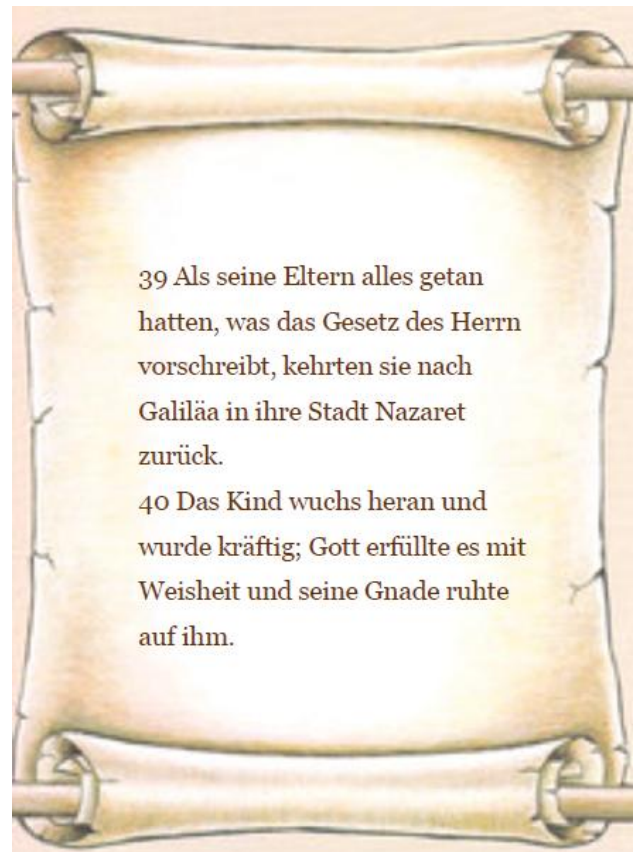 39 Als seine Eltern alles getan
hatten, was das Gesetz des Herrn
vorschreibt, kehrten sie nach
Galiläa in ihre Stadt Nazaret
zurück.
40 Das Kind wuchs heran und
wurde kräftig; Gott erfüllte es mit
Weisheit und seine Gnade ruhte
auf ihm.